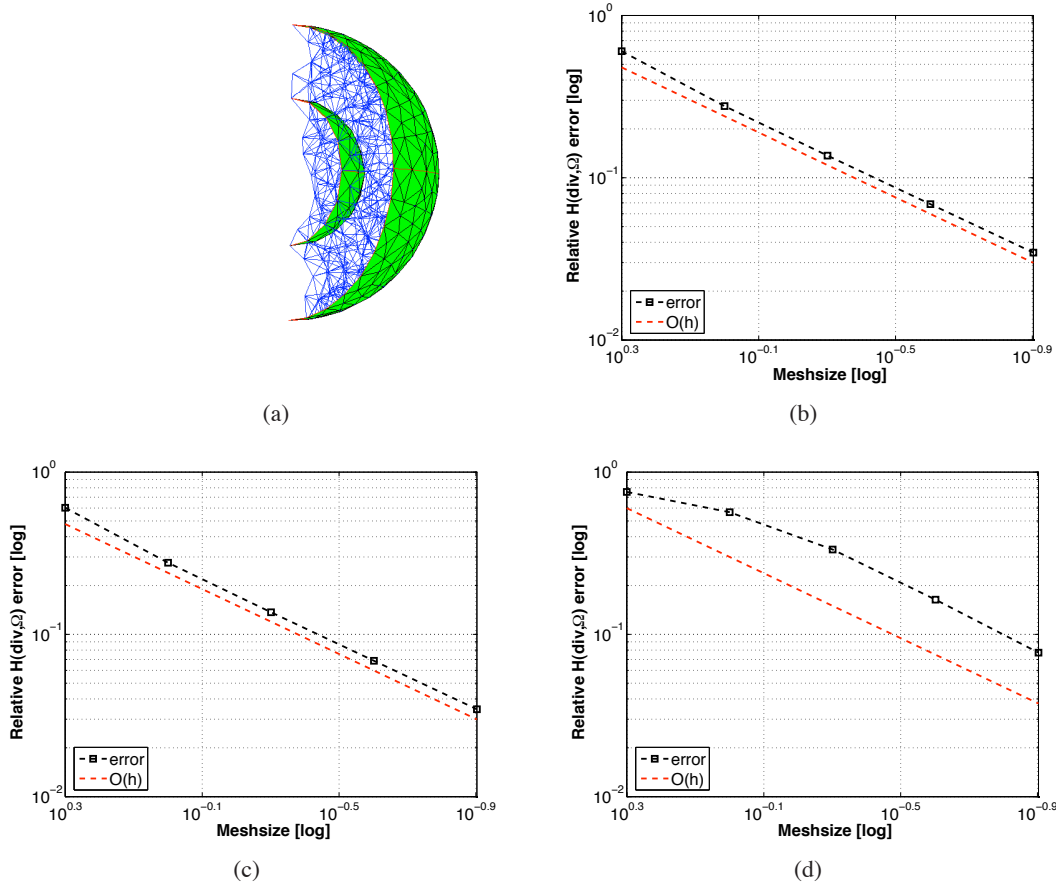 (a)
10^0
10^−1
10^−2
Relative H(div,Ω) error [log]
error
O(h)
10^0.3
10^−0.1
10^−0.5
10^−0.9
Meshsize [log]
(b)
10^0
10^−1
10^−2
Relative H(div,Ω) error [log]
error
O(h)
10^0.3
10^−0.1
10^−0.5
10^−0.9
Meshsize [log]
(c)
10^0
10^−1
10^−2
Relative H(div,Ω) error [log]
error
O(h)
10^0.3
10^−0.1
10^−0.5
10^−0.9
Meshsize [log]
(d)